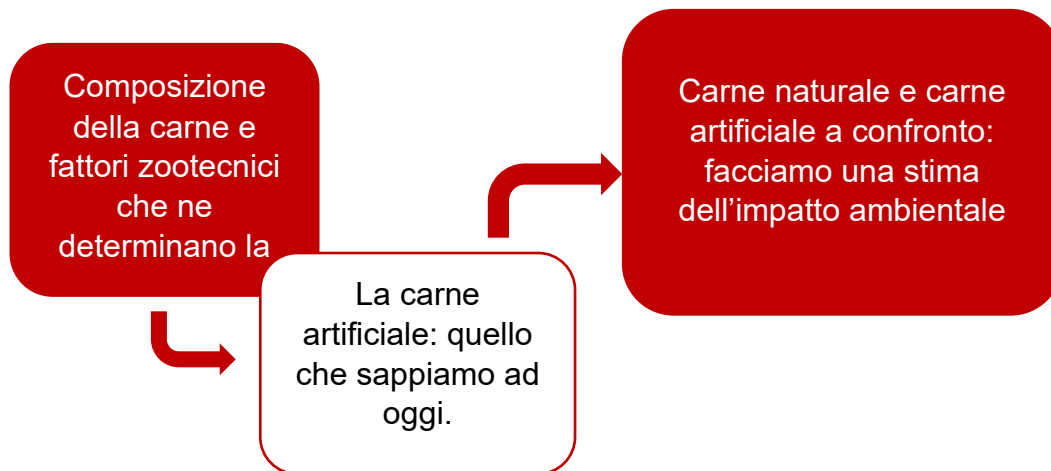 Composizione
della carne e
fattori zootecnici
che ne
determinano la
La carne
artificiale: quello
che sappiamo ad
oggi.
Carne naturale e carne
artificiale a confronto:
facciamo una stima
dell’impatto ambientale